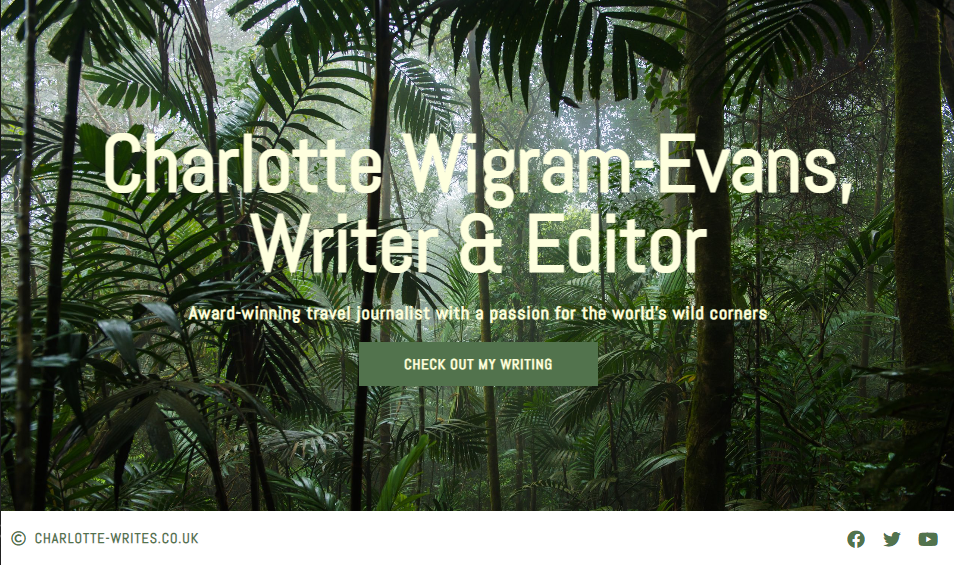 Charlotte Wigram-Evans,
Writer & Editor
Award-winning travel journalist with a passion for the world's wild corners
CHECK OUT MY WRITING
© CHARLOTTE-WRITES.CO.UK